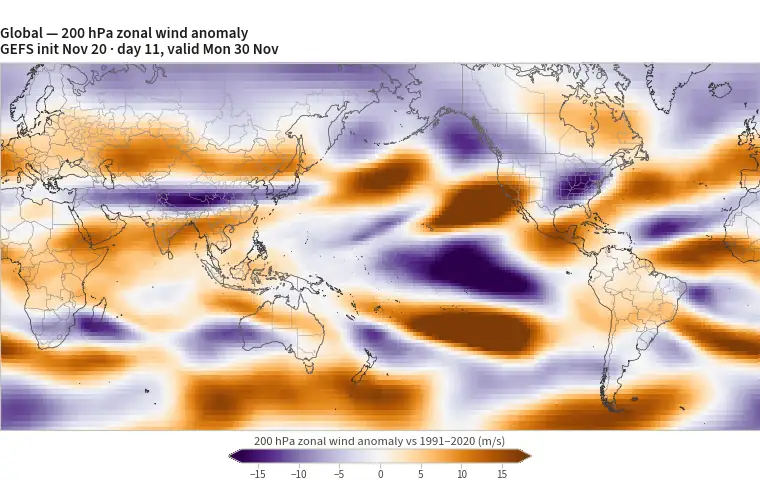 Global — 200 hPa zonal wind anomaly
GEFS init Nov 20 · day 11, valid Mon 30 Nov
200 hPa zonal wind anomaly vs 1991–2020 (m/s)
−15 −10 −5 0 5 10 15